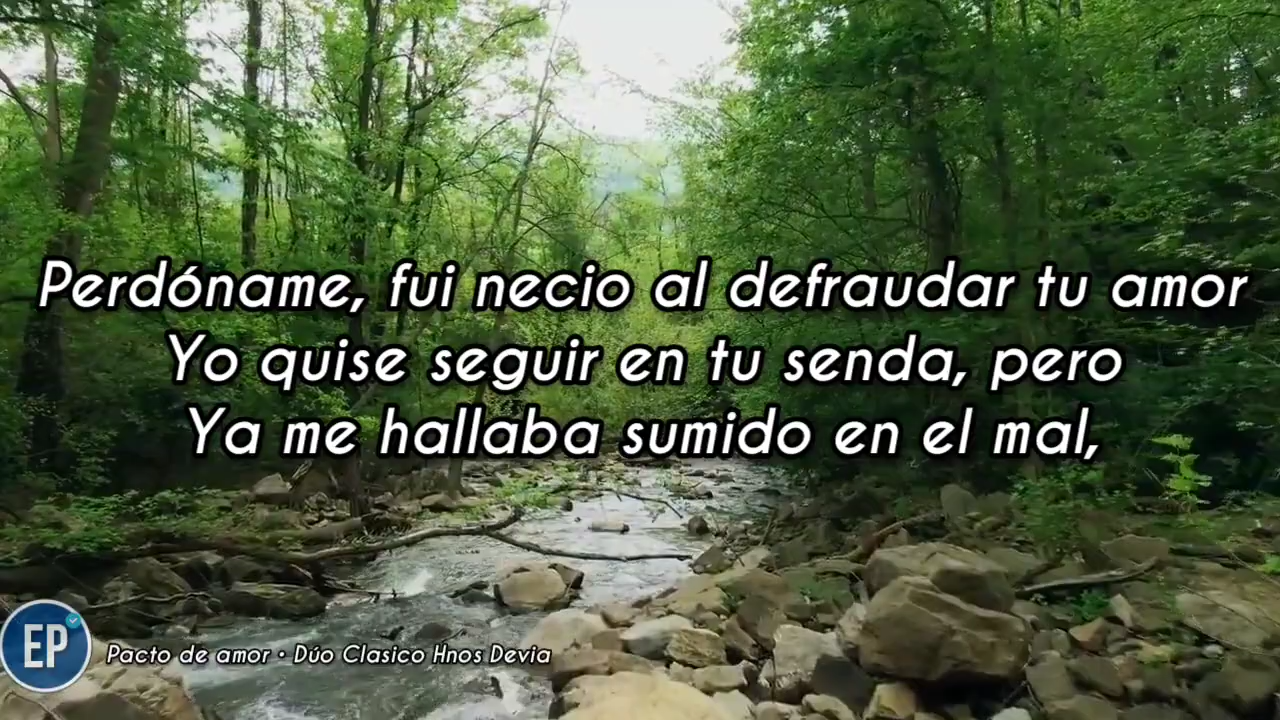 Perdóname, fui necio al defraudar tu amor
Yo quise seguir en tu senda, pero
Ya me hallaba sumido en el mal,
EP
Pacto de amor • Dúo Clasico Hnos Devia